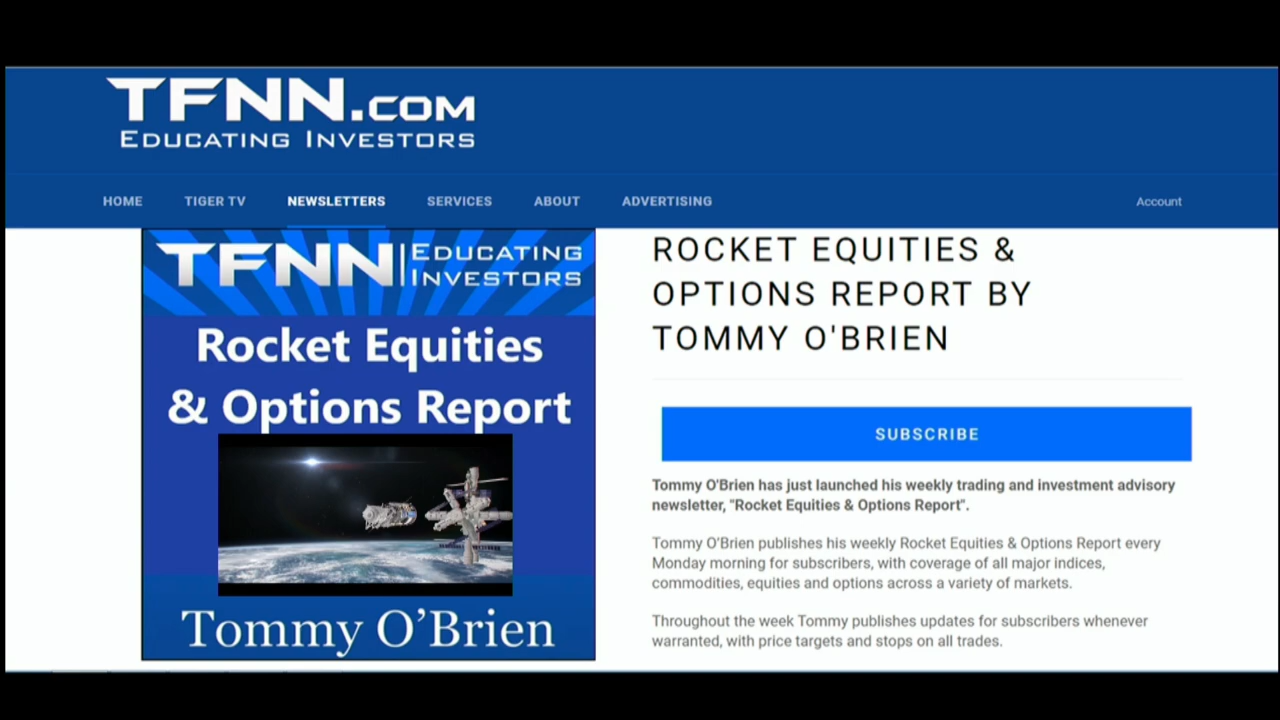 TFNN.COM
EDUCATING INVESTORS
HOME TIGER TV NEWSLETTERS SERVICES ABOUT ADVERTISING Account
TFNN | EDUCATING
INVESTORS
Rocket Equities
& Options Report
Tommy O’Brien
ROCKET EQUITIES &
OPTIONS REPORT BY
TOMMY O'BRIEN
SUBSCRIBE
Tommy O'Brien has just launched his weekly trading and investment advisory
newsletter, "Rocket Equities & Options Report".
Tommy O'Brien publishes his weekly Rocket Equities & Options Report every
Monday morning for subscribers, with coverage of all major indices,
commodities, equities and options across a variety of markets.
Throughout the week Tommy publishes updates for subscribers whenever
warranted, with price targets and stops on all trades.